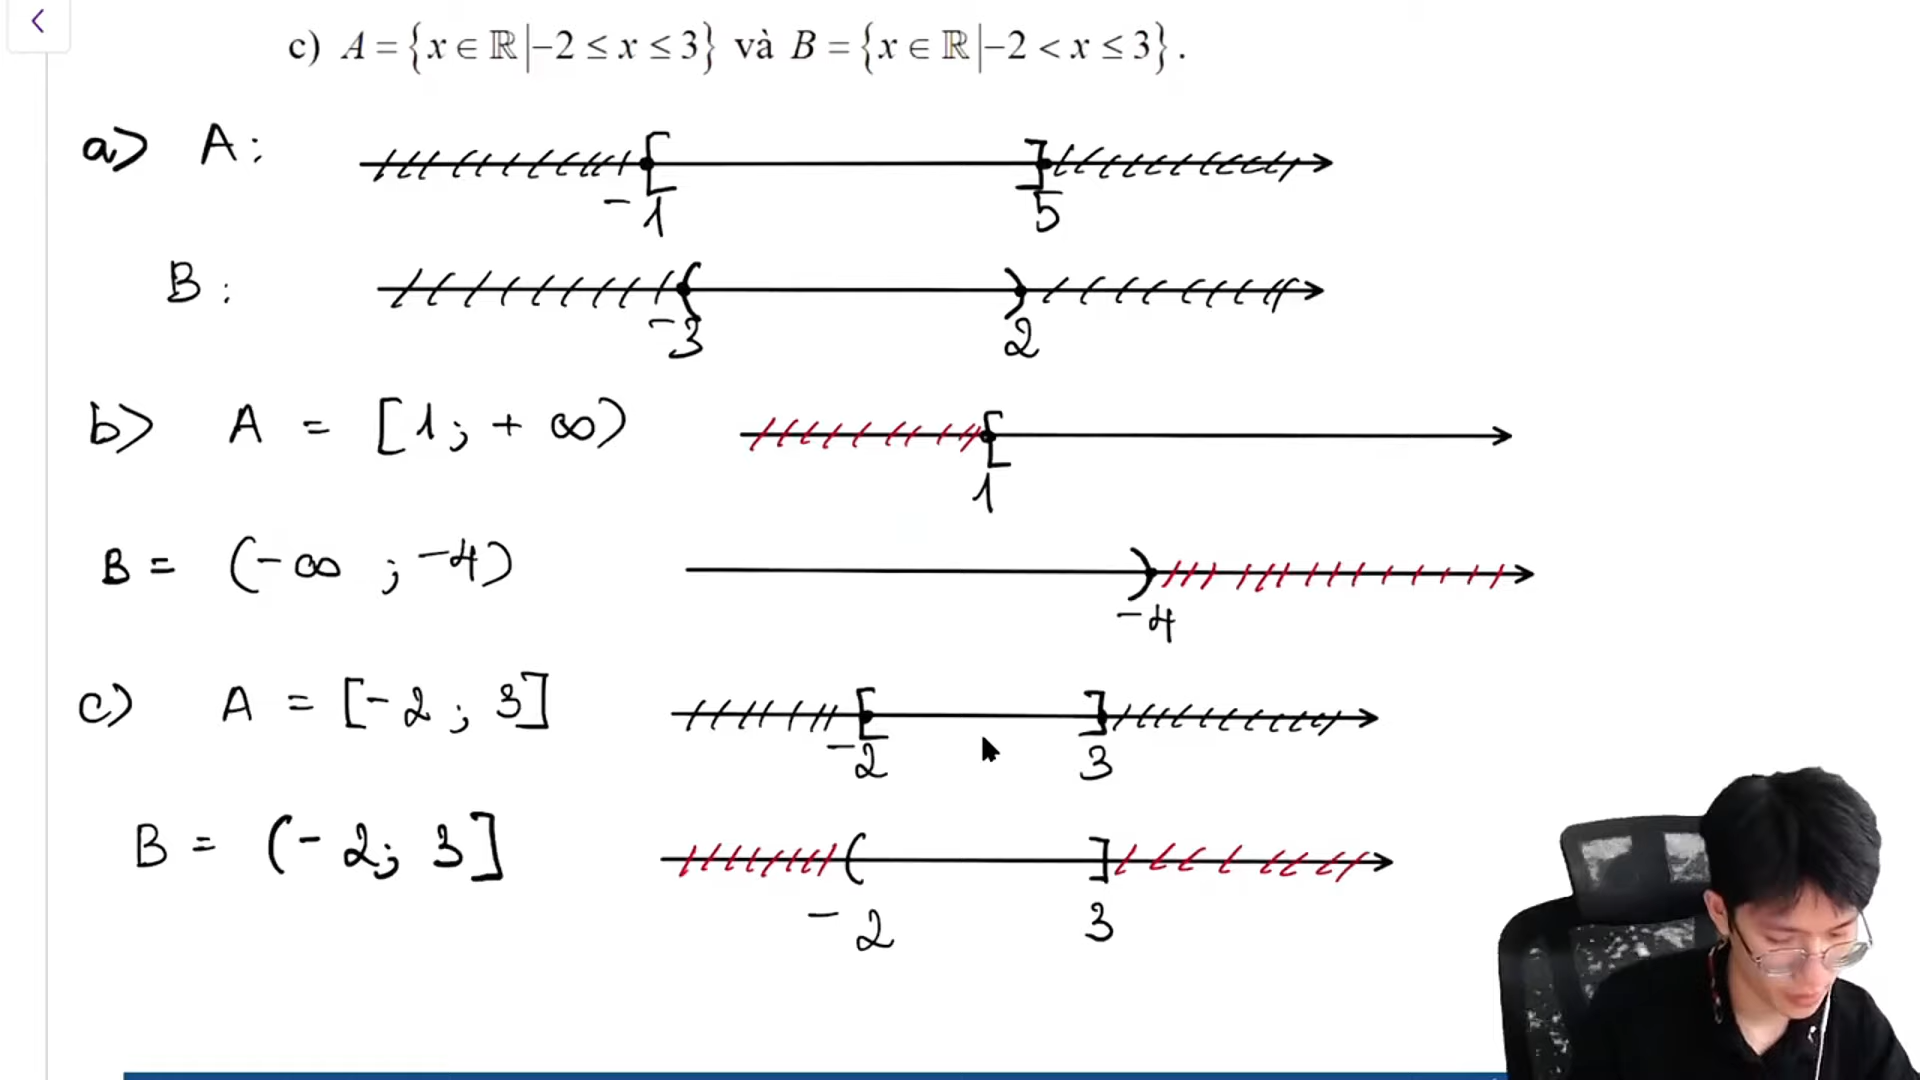 c) A = {x ∈ ℝ | −2 ≤ x ≤ 3} và B = {x ∈ ℝ | −2 < x ≤ 3}.
a) A:
[ ]
-1 5
B:
( )
-3 2
b) A = [1; +∞) [
1
B = (-∞; -4) )
-4
c) A = [-2; 3] [ ]
-2 3
B = (-2; 3] ( ]
-2 3